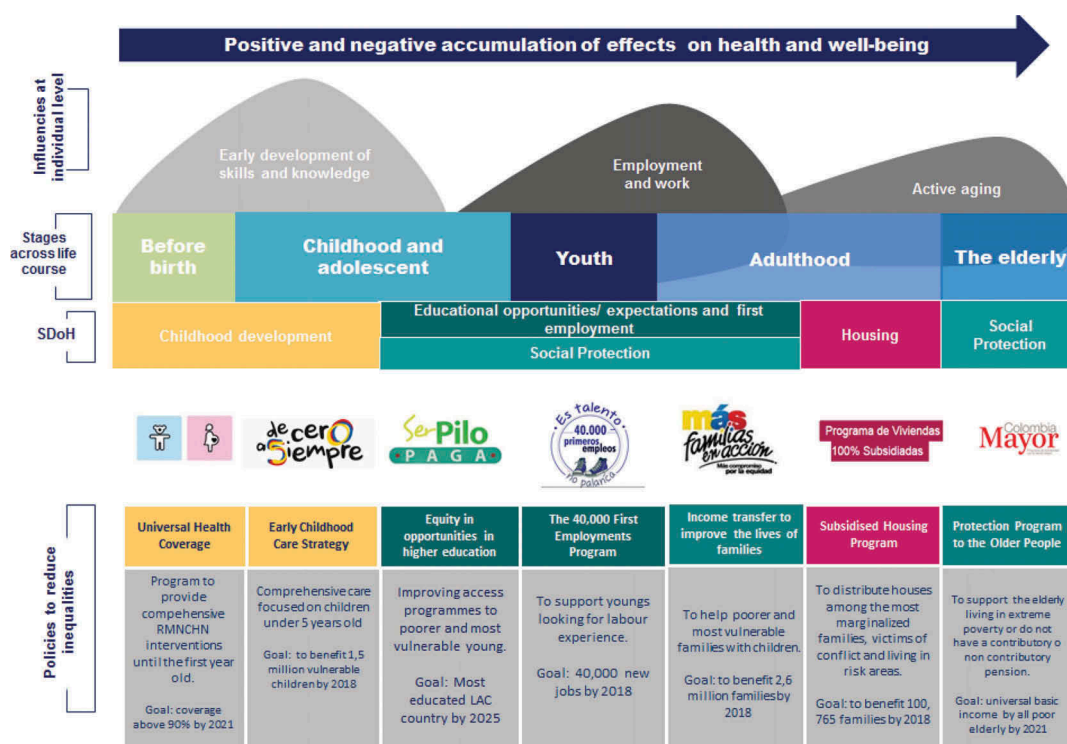 Positive and negative accumulation of effects on health and well-being
Influencies at
individual level
Early development of
skills and knowledge
Employment
and work
Active aging
Stages
across life
course
Before
birth
Childhood and
adolescent
Youth
Adulthood
The elderly
SDoH
Childhood development
Educational opportunities/ expectations and first
employment
Social Protection
Housing
Social
Protection
de cero
a Siempre
Ser Pilo
PAGA
Es talento
40.000
primeros
empleos
no palanca
más
familias
en acción
Más compromiso
por la equidad
Programa de Viviendas
100% Subsidiadas
Colombia
Mayor
Policies to reduce
inequalities
Universal Health
Coverage
Program to
provide
compehensive
RMNCHN
interventions
until the first year
old.
Goal: coverage
above 90% by 2021
Early Childhood
Care Strategy
Comprehensive care
focused on children
under 5 years old
Goal: to benefit 1,5
million vulnerable
children by 2018
Equity in
opportunities in
higher education
Improving access
programmes to
poorer and most
vulnerable young.
Goal: Most
educated LAC
country by 2025
The 40,000 First
Employments
Program
To support youngs
looking for labour
experience.
Goal: 40,000 new
jobs by 2018
Income transfer to
improve the lives of
families
To help poorer and
most vulnerable
families with children.
Goal: to benefit 2,6
million families by
2018
Subsidised Housing
Program
To distribute houses
among the most
marginalized
families, victims of
conflict and living in
risk areas.
Goal: to benefit 100,
765 families by 2018
Protection Program
to the Older People
To support the elderly
living in extreme
poverty or do not
have a contributory o
non contributory
pension.
Goal: universal basic
income by all poor
elderly by 2021